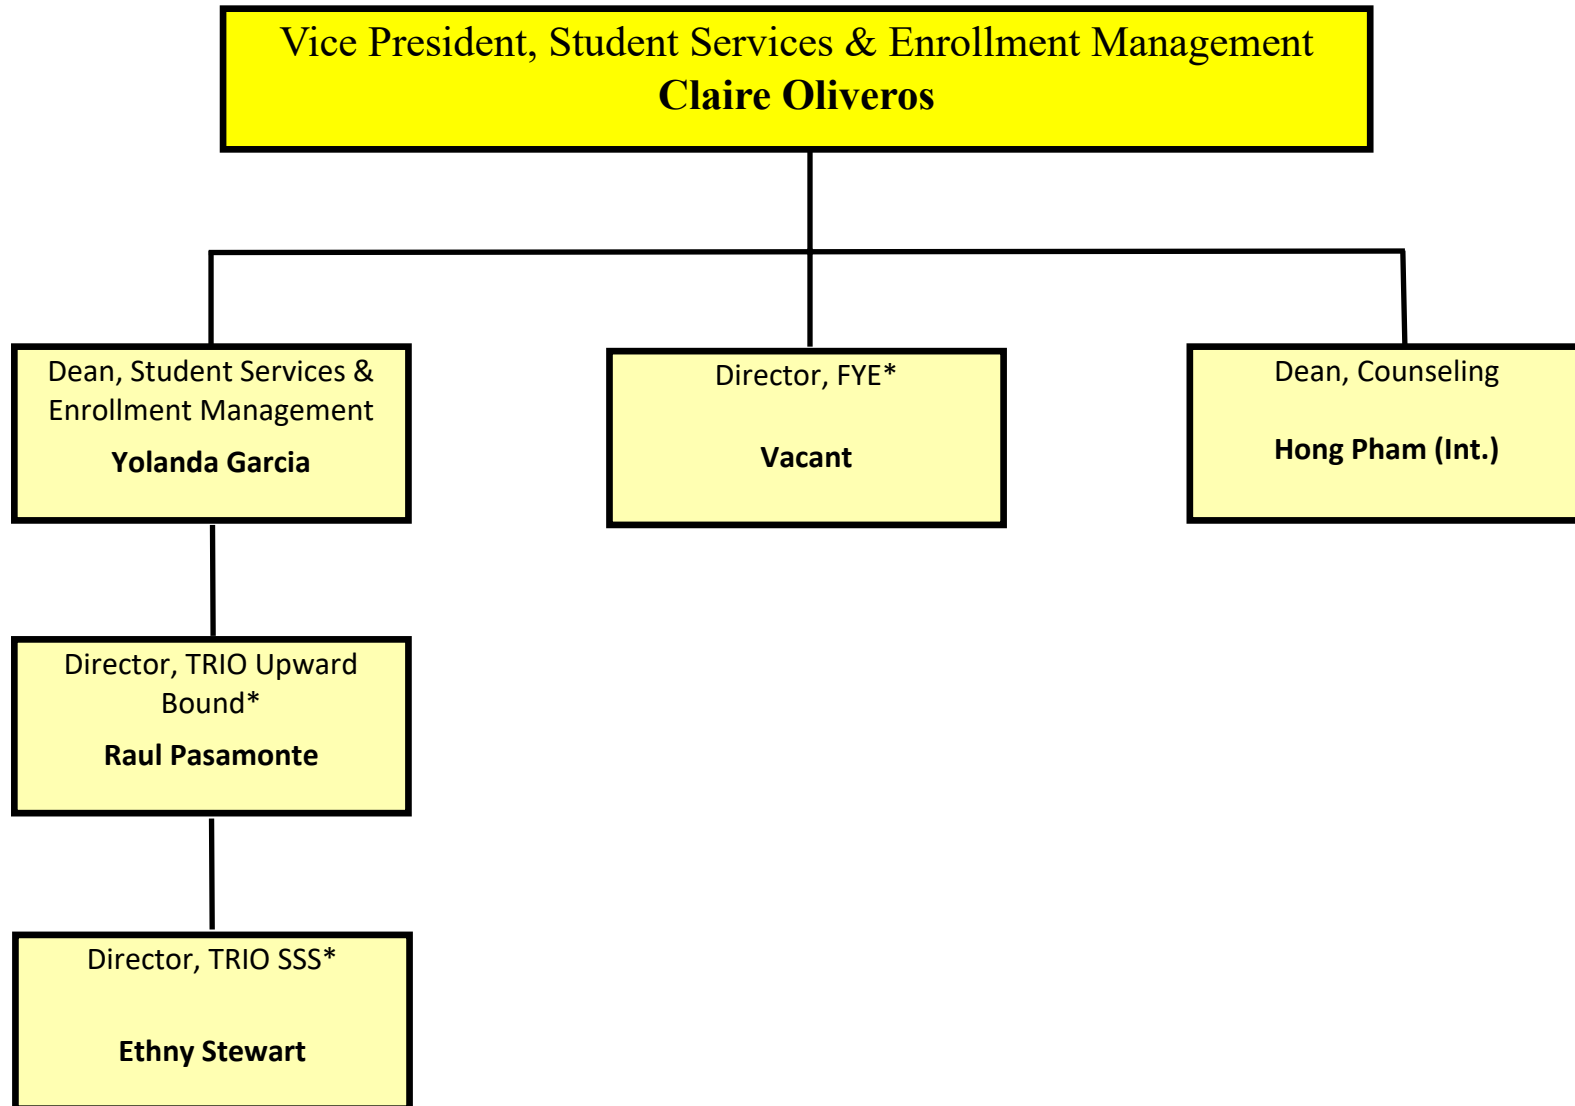 Vice President, Student Services & Enrollment Management
Claire Oliveros
Dean, Student Services &
Enrollment Management
Yolanda Garcia
Director, FYE*
Vacant
Dean, Counseling
Hong Pham (Int.)
Director, TRIO Upward
Bound*
Raul Pasamonte
Director, TRIO SSS*
Ethny Stewart